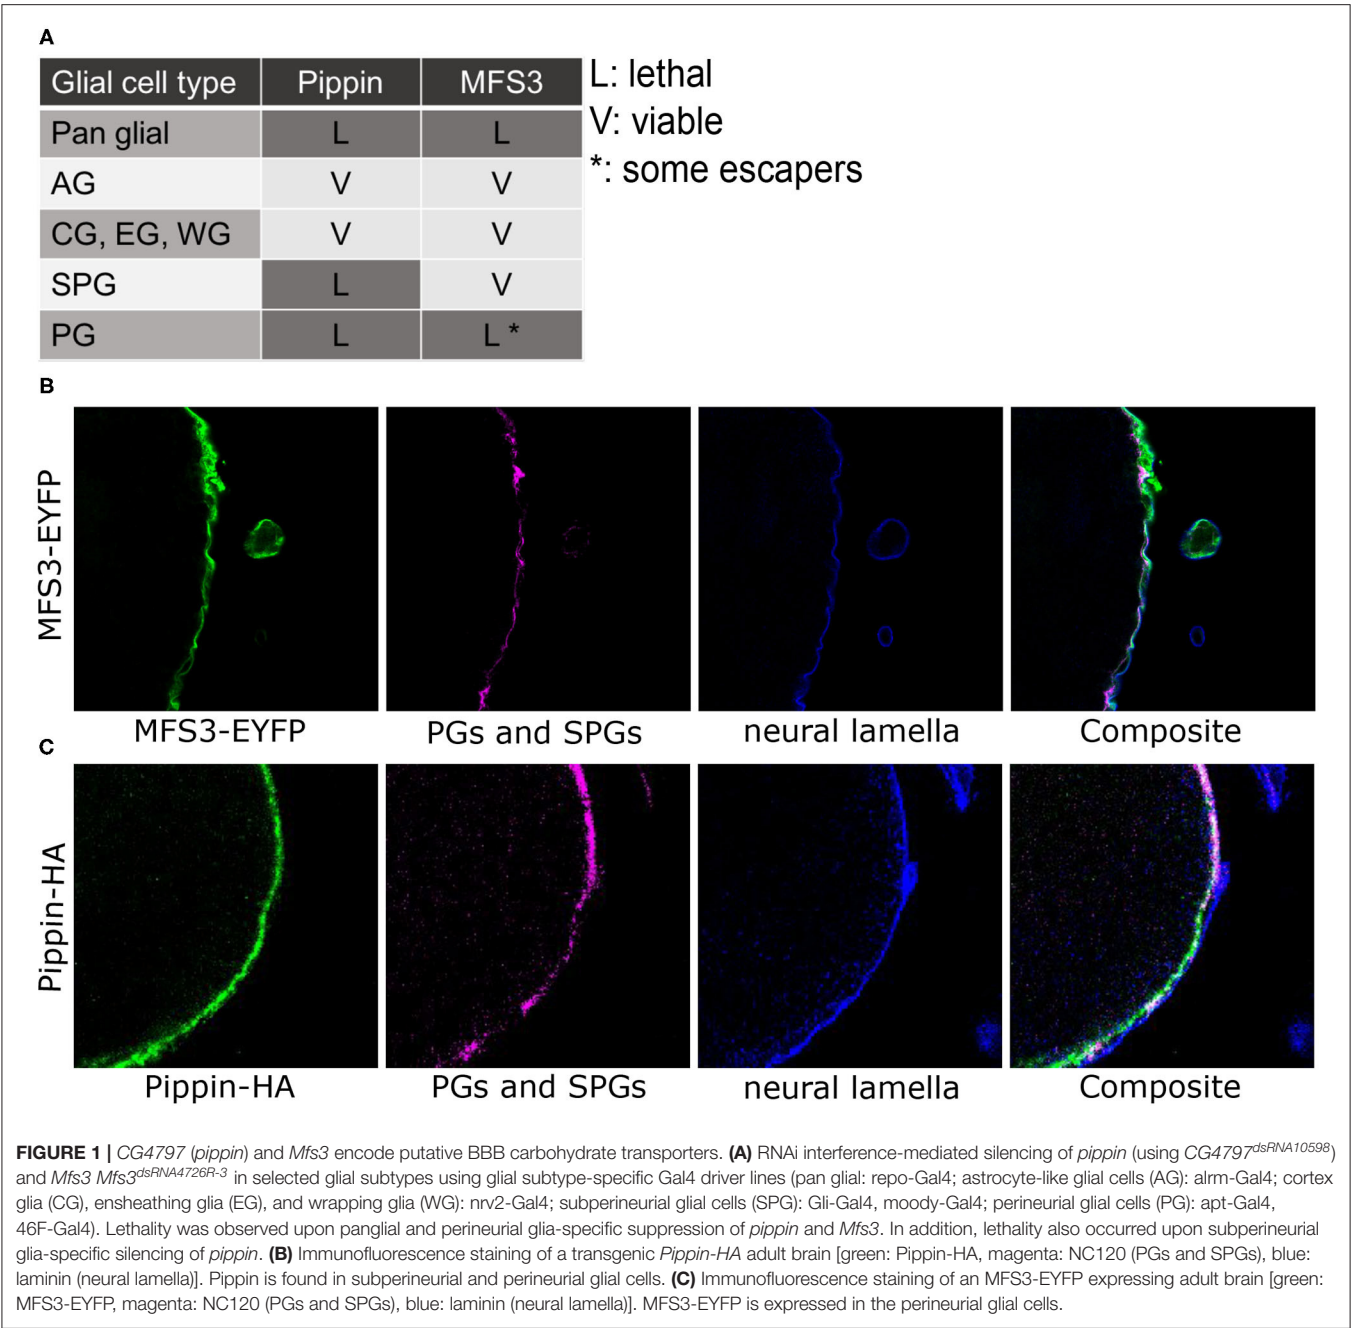 A
Glial cell type Pippin MFS3
Pan glial L L
AG V V
CG, EG, WG V V
SPG L V
PG L L *
L: lethal
V: viable
*: some escapers
B
MFS3-EYFP
MFS3-EYFP PGs and SPGs neural lamella Composite
C
Pippin-HA
Pippin-HA PGs and SPGs neural lamella Composite
FIGURE 1 | CG4797 (pippin) and Mfs3 encode putative BBB carbohydrate transporters. (A) RNAi interference-mediated silencing of pippin (using CG4797dsRNA10598)
and Mfs3 Mfs3dsRNA4726R-3 in selected glial subtypes using glial subtype-specific Gal4 driver lines (pan glial: repo-Gal4; astrocyte-like glial cells (AG): alrm-Gal4; cortex
glia (CG), ensheathing glia (EG), and wrapping glia (WG): nrv2-Gal4; subperineurial glial cells (SPG): Gli-Gal4, moody-Gal4; perineurial glial cells (PG): apt-Gal4,
46F-Gal4). Lethality was observed upon panglial and perineurial glia-specific suppression of pippin and Mfs3. In addition, lethality also occurred upon subperineurial
glia-specific silencing of pippin. (B) Immunofluorescence staining of a transgenic Pippin-HA adult brain [green: Pippin-HA, magenta: NC120 (PGs and SPGs), blue:
laminin (neural lamella)]. Pippin is found in subperineurial and perineurial glial cells. (C) Immunofluorescence staining of an MFS3-EYFP expressing adult brain [green:
MFS3-EYFP, magenta: NC120 (PGs and SPGs), blue: laminin (neural lamella)]. MFS3-EYFP is expressed in the perineurial glial cells.